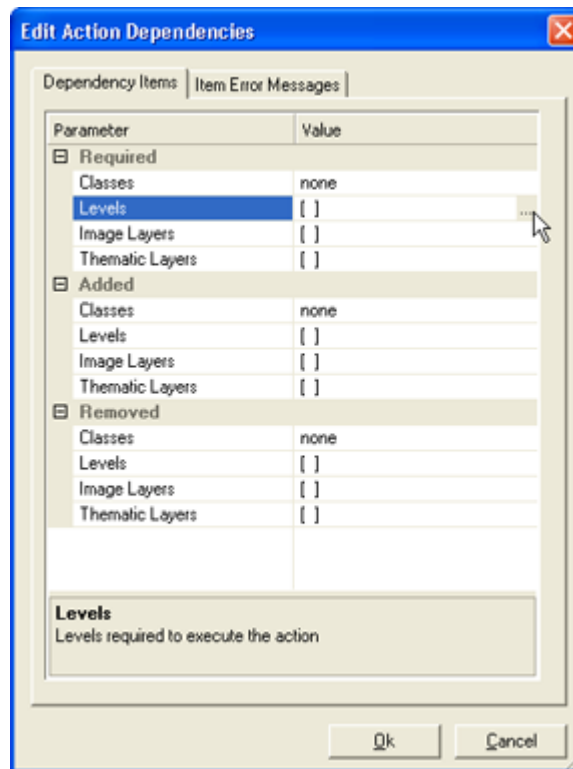 Edit Action Dependencies
Dependency Items Item Error Messages
Parameter Value
Required
Classes none
Levels [ ] ...
Image Layers [ ]
Thematic Layers [ ]
Added
Classes none
Levels [ ]
Image Layers [ ]
Thematic Layers [ ]
Removed
Classes none
Levels [ ]
Image Layers [ ]
Thematic Layers [ ]
Levels
Levels required to execute the action
Ok Cancel